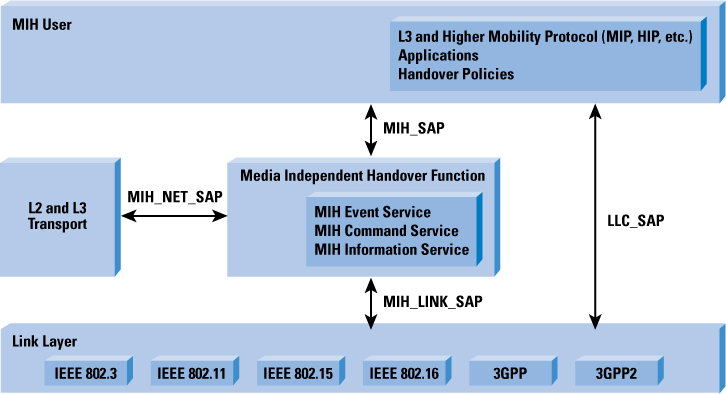 MIH User
L3 and Higher Mobility Protocol (MIP, HIP, etc.)
Applications
Handover Policies
MIH_SAP
Media Independent Handover Function
MIH_NET_SAP
L2 and L3
Transport
MIH Event Service
MIH Command Service
MIH Information Service
LLC_SAP
MIH_LINK_SAP
Link Layer
IEEE 802.3
IEEE 802.11
IEEE 802.15
IEEE 802.16
3GPP
3GPP2